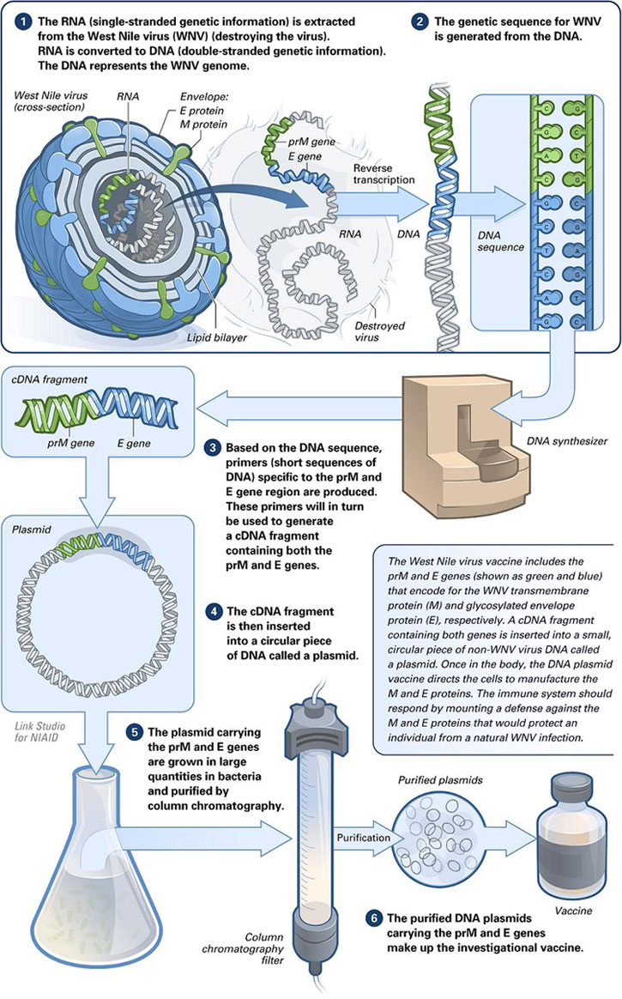 1 The RNA (single-stranded genetic information) is extracted
from the West Nile virus (WNV) (destroying the virus).
RNA is converted to DNA (double-stranded genetic information).
The DNA represents the WNV genome.
2 The genetic sequence for WNV
is generated from the DNA.
West Nile virus
(cross-section)
RNA
Envelope:
E protein
M protein
prM gene
E gene
Reverse
transcription
RNA
DNA
DNA
sequence
Lipid bilayer
Destroyed
virus
C G
G C
A T
C G
G C
C G
T A
C G
A T
G C
cDNA fragment
prM gene
E gene
DNA synthesizer
3 Based on the DNA sequence,
primers (short sequences of
DNA) specific to the prM and
E gene region are produced.
These primers will in turn
be used to generate
a cDNA fragment
containing both the
prM and E genes.
Plasmid
4 The cDNA fragment
is then inserted
into a circular piece
of DNA called a plasmid.
The West Nile virus vaccine includes the
prM and E genes (shown as green and blue)
that encode for the WNV transmembrane
protein (M) and glycosylated envelope
protein (E), respectively. A cDNA fragment
containing both genes is inserted into a small,
circular piece of non-WNV virus DNA called
a plasmid. Once in the body, the DNA plasmid
vaccine directs the cells to manufacture the
M and E proteins. The immune system should
respond by mounting a defense against the
M and E proteins that would protect an
individual from a natural WNV infection.
Link Studio
for NIAID
5 The plasmid carrying
the prM and E genes
are grown in large
quantities in bacteria
and purified by
column chromatography.
Purified plasmids
Purification
Vaccine
Column
chromatography
filter
6 The purified DNA plasmids
carrying the prM and E genes
make up the investigational vaccine.